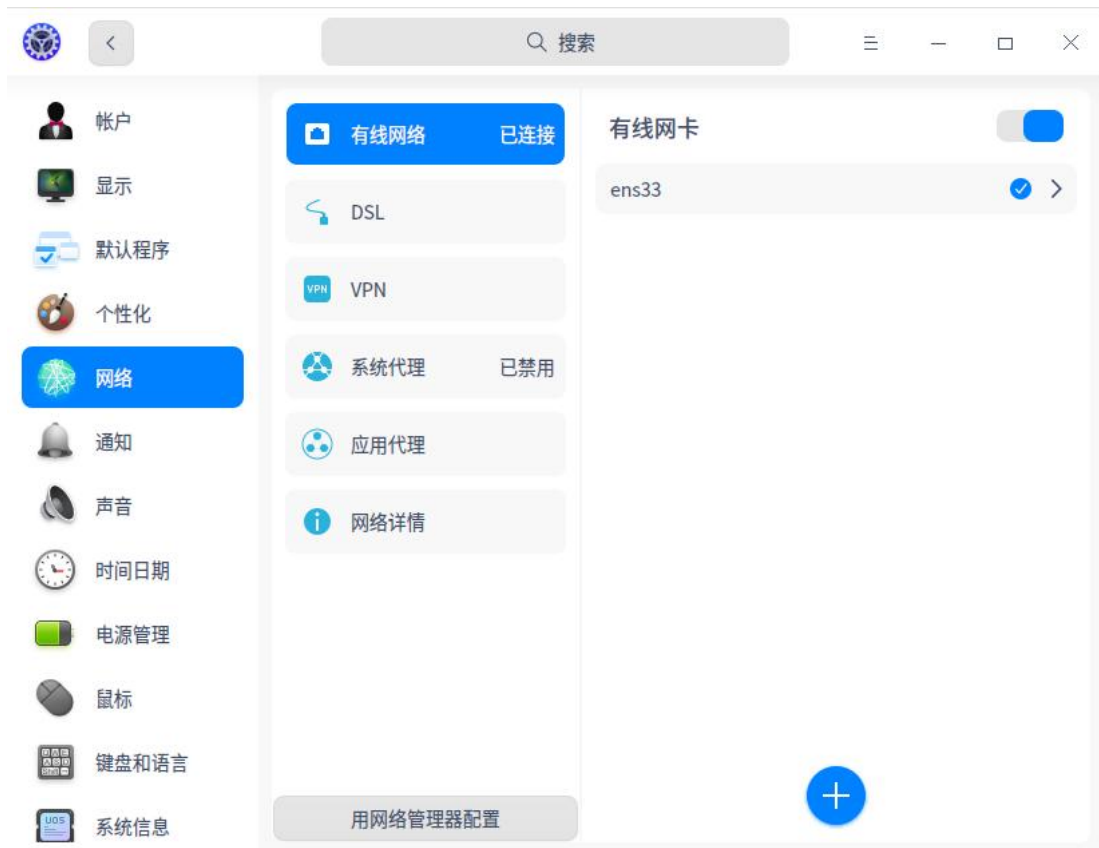 搜索
帐户
显示
默认程序
个性化
网络
通知
声音
时间日期
电源管理
鼠标
键盘和语言
UOS
系统信息
有线网络 已连接
DSL
VPN VPN
系统代理 已禁用
应用代理
网络详情
用网络管理器配置
有线网卡
ens33